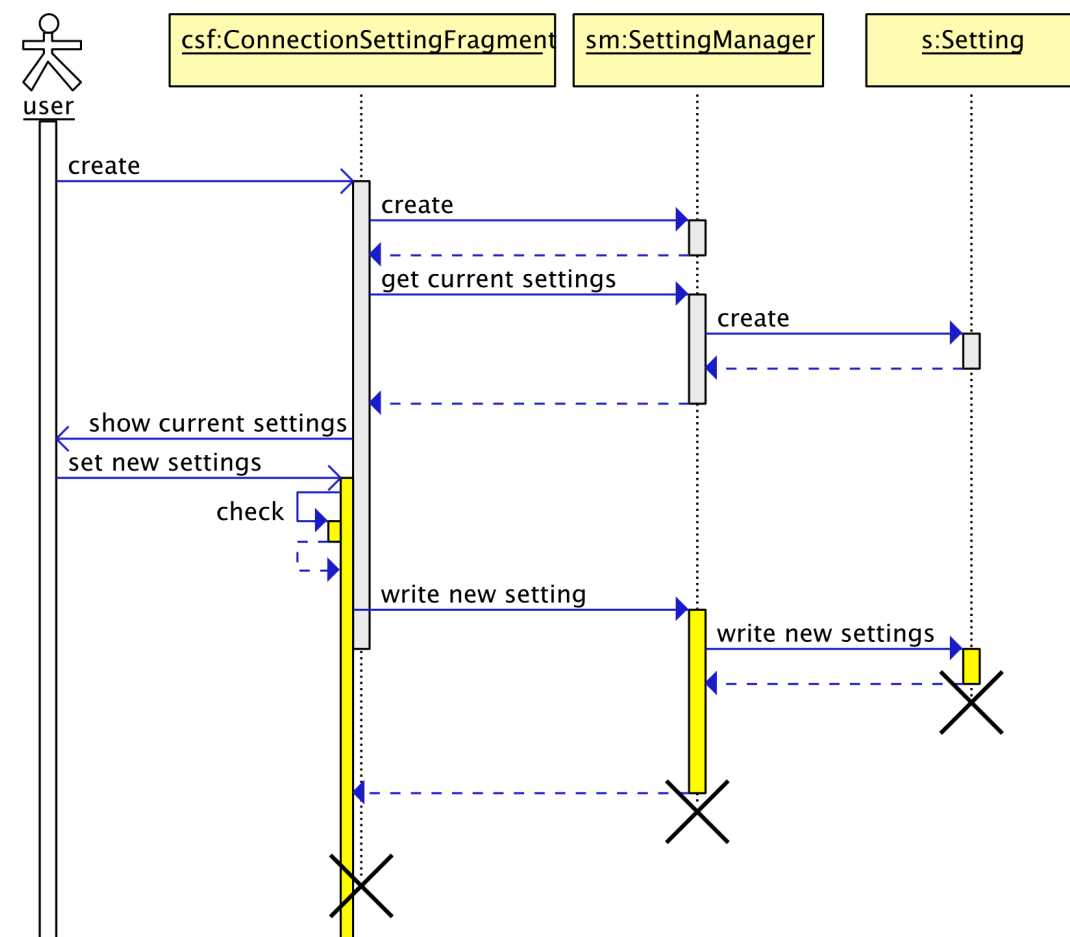 csf:ConnectionSettingFragment
sm:SettingManager
s:Setting
user
create
create
get current settings
create
show current settings
set new settings
check
write new setting
write new settings